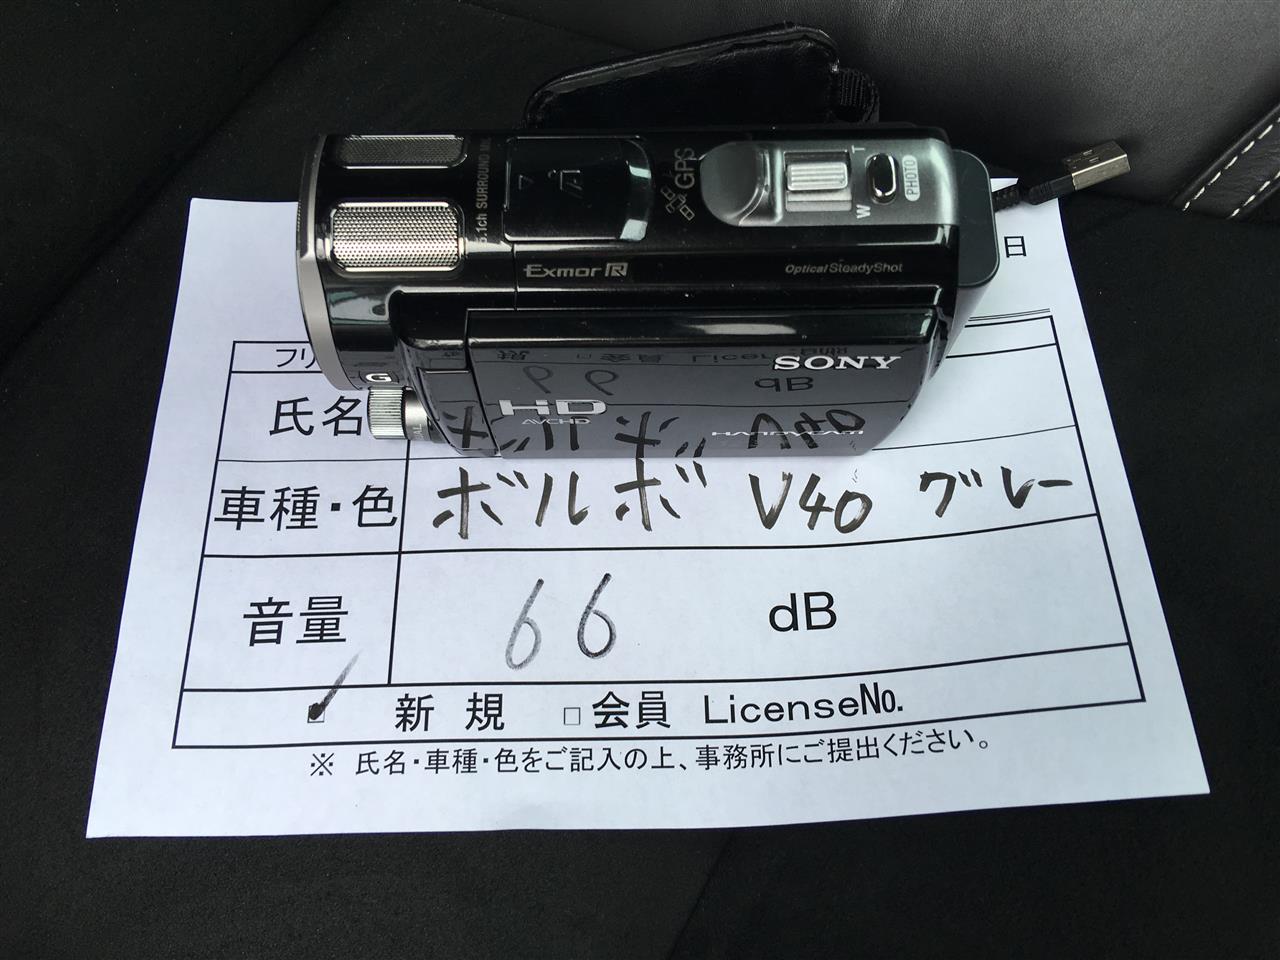 5.1ch SURROUND MIC
GPS
T
W
PHOTO
Exmor R
Optical SteadyShot
日
SONY
G
HD
AVCHD
HANDYCAM
フリ
氏名
車種・色 ボルボ V40 グレー
音量 66 dB
☑ 新規 □会員 LicenseNo.
※ 氏名・車種・色をご記入の上、事務所にご提出ください。